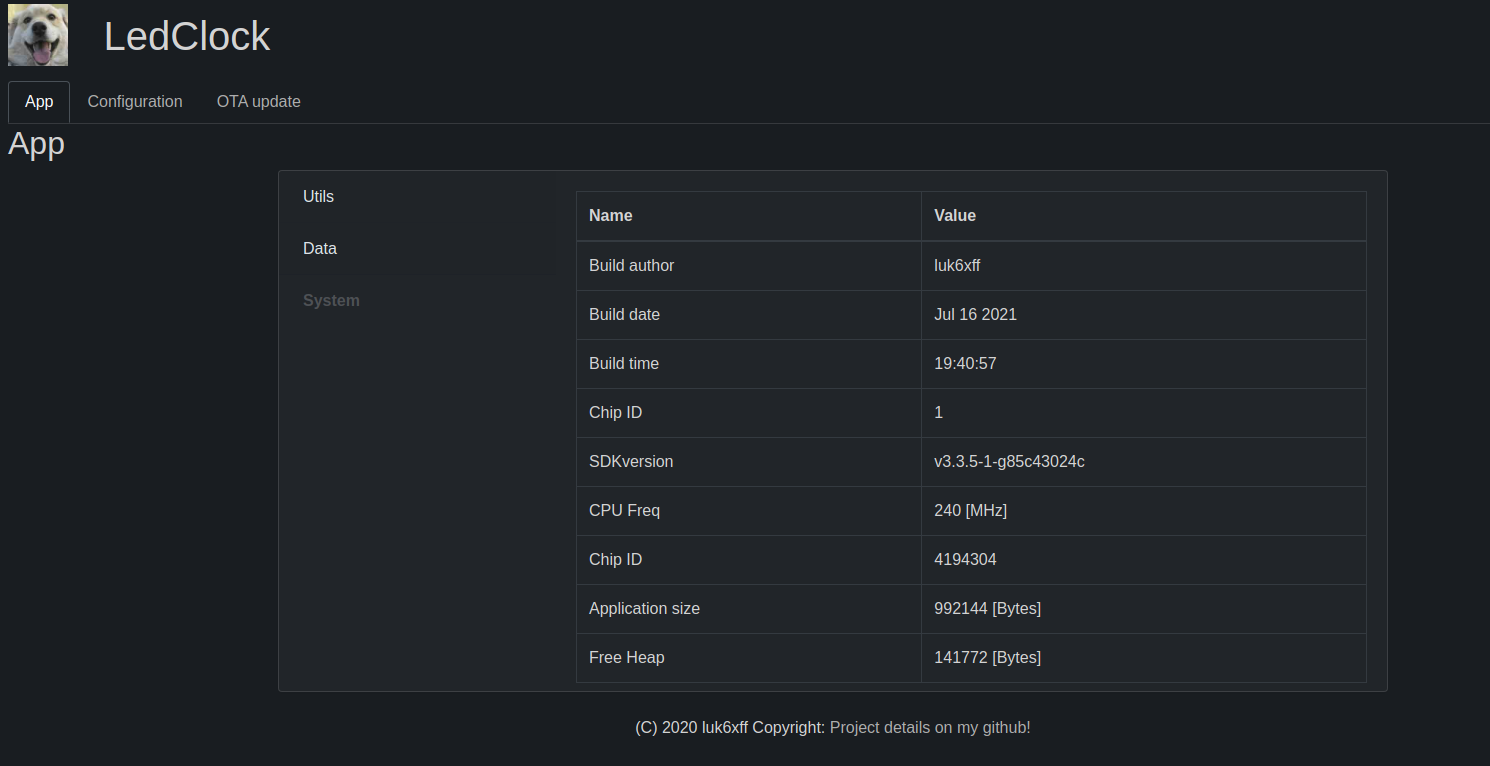 LedClock
App Configuration OTA update
App
Utils
Data
System
Name Value
Build author luk6xff
Build date Jul 16 2021
Build time 19:40:57
Chip ID 1
SDKversion v3.3.5-1-g85c43024c
CPU Freq 240 [MHz]
Chip ID 4194304
Application size 992144 [Bytes]
Free Heap 141772 [Bytes]
(C) 2020 luk6xff Copyright: Project details on my github!